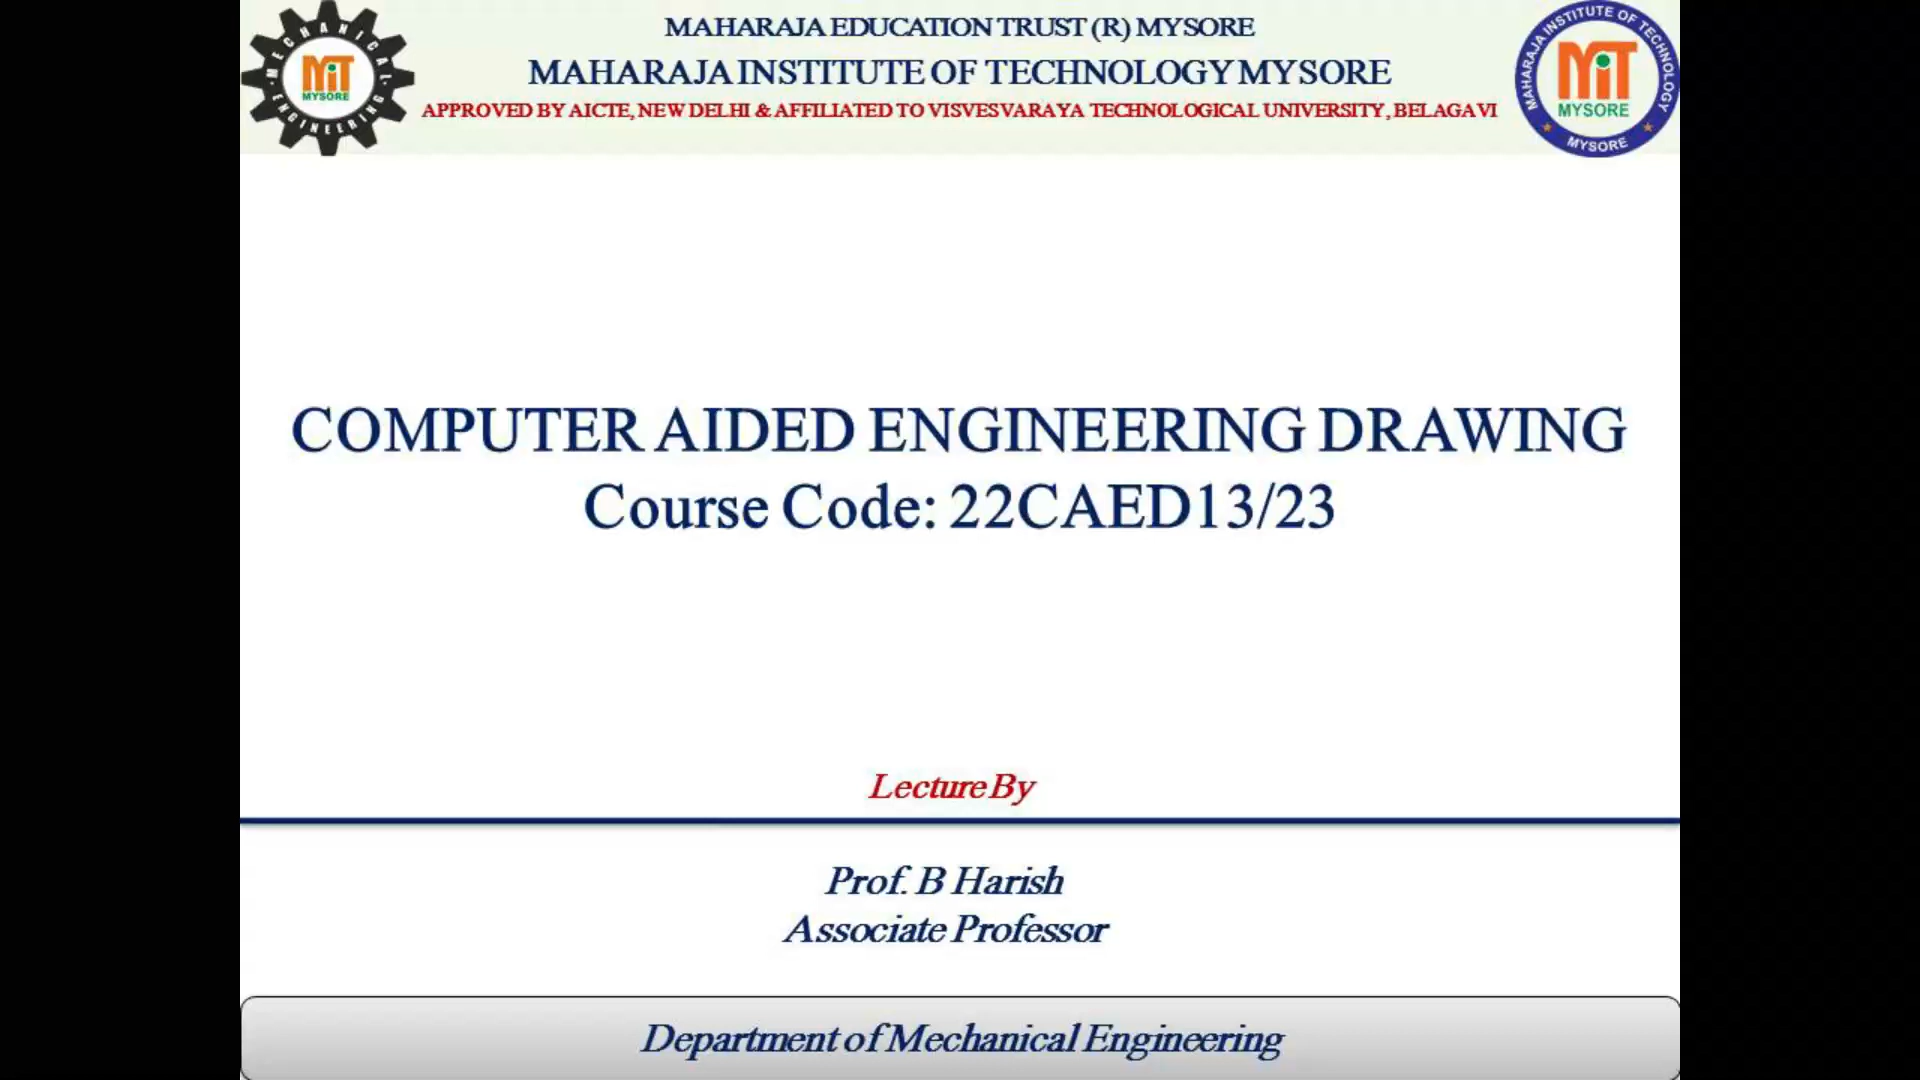 MAHARAJA EDUCATION TRUST (R) MYSORE
MAHARAJA INSTITUTE OF TECHNOLOGY MYSORE
APPROVED BY AICTE, NEW DELHI & AFFILIATED TO VISVESVARAYA TECHNOLOGICAL UNIVERSITY, BELAGAVI
MECHANICAL
MIT
MYSORE
ENGINEERING
MAHARAJA INSTITUTE OF TECHNOLOGY
MIT
MYSORE
MYSORE
COMPUTER AIDED ENGINEERING DRAWING
Course Code: 22CAED13/23
Lecture By
Prof. B Harish
Associate Professor
Department of Mechanical Engineering